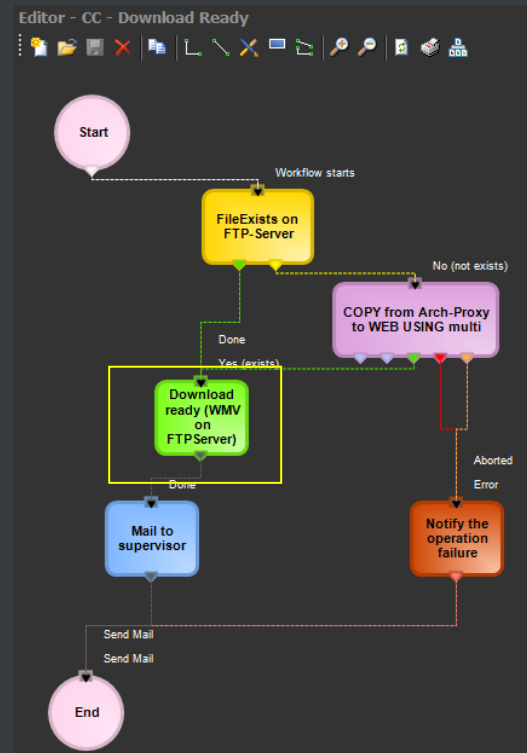 Editor - CC - Download Ready
Start
Workflow starts
FileExists on
FTP-Server
No (not exists)
COPY from Arch-Proxy
to WEB USING multi
Done
Yes (exists)
Download
ready (WMV
on
FTPServer)
Aborted
Done
Error
Mail to
supervisor
Notify the
operation
failure
Send Mail
Send Mail
End